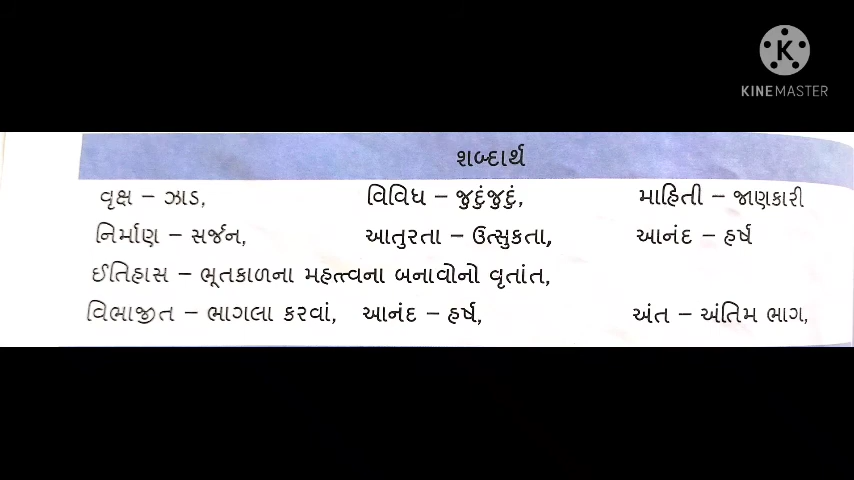 K
KINEMASTER
શબ્દાર્થ
વૃક્ષ – ઝાડ, વિવિધ – જુદુંજુદું, માહિતી – જાણકારી
નિર્માણ – સર્જન, આતુરતા – ઉત્સુકતા, આનંદ – હર્ષ
ઈતિહાસ – ભૂતકાળના મહત્ત્વના બનાવોનો વૃતાંત,
વિભાજીત – ભાગલા કરવાં, આનંદ – હર્ષ, અંત – અંતિમ ભાગ,